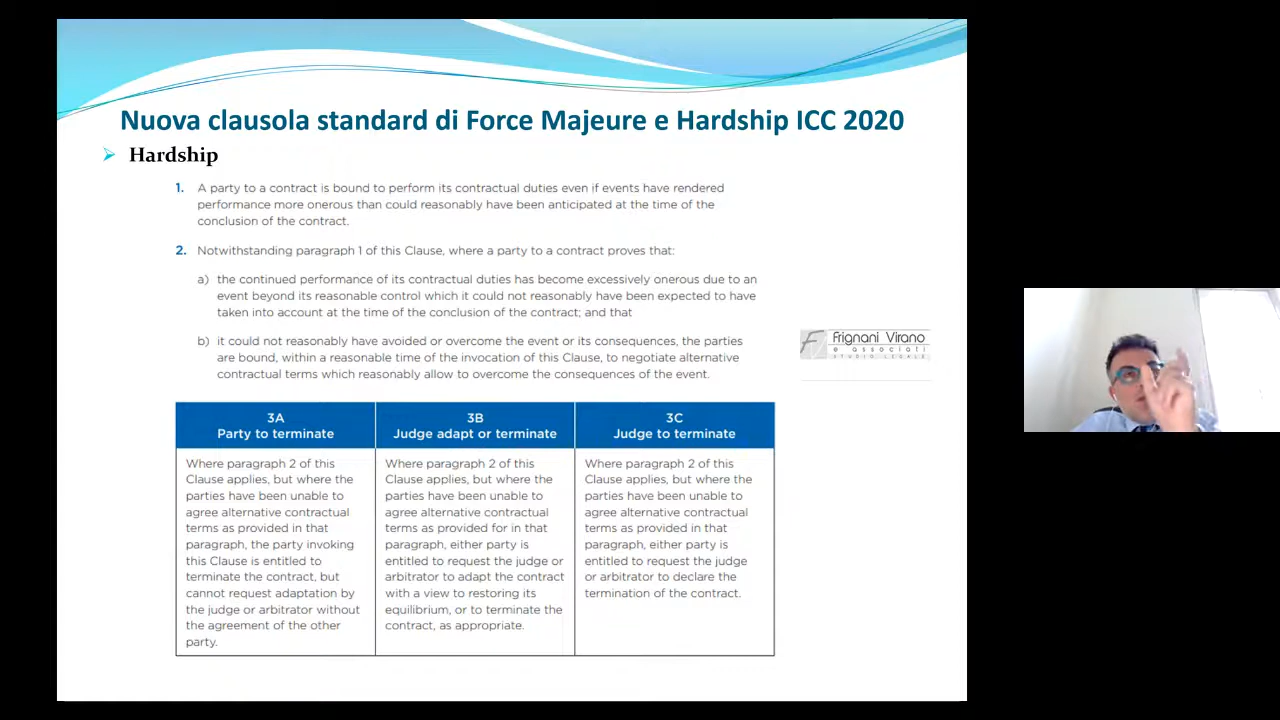 Nuova clausola standard di Force Majeure e Hardship ICC 2020
Hardship
1. A party to a contract is bound to perform its contractual duties even if events have rendered
performance more onerous than could reasonably have been anticipated at the time of the
conclusion of the contract.
2. Notwithstanding paragraph 1 of this Clause, where a party to a contract proves that:
a) the continued performance of its contractual duties has become excessively onerous due to an
event beyond its reasonable control which it could not reasonably have been expected to have
taken into account at the time of the conclusion of the contract; and that
b) it could not reasonably have avoided or overcome the event or its consequences, the parties
are bound, within a reasonable time of the invocation of this Clause, to negotiate alternative
contractual terms which reasonably allow to overcome the consequences of the event.
Frignani Virano
e associati
STUDIO LEGALE
3A
Party to terminate
Where paragraph 2 of this
Clause applies, but where the
parties have been unable to
agree alternative contractual
terms as provided in that
paragraph, the party invoking
this Clause is entitled to
terminate the contract, but
cannot request adaptation by
the judge or arbitrator without
the agreement of the other
party.
3B
Judge adapt or terminate
Where paragraph 2 of this
Clause applies, but where the
parties have been unable to
agree alternative contractual
terms as provided for in that
paragraph, either party is
entitled to request the judge or
arbitrator to adapt the contract
with a view to restoring its
equilibrium, or to terminate the
contract, as appropriate.
3C
Judge to terminate
Where paragraph 2 of this
Clause applies, but where the
parties have been unable to
agree alternative contractual
terms as provided in that
paragraph, either party is
entitled to request the judge
or arbitrator to declare the
termination of the contract.